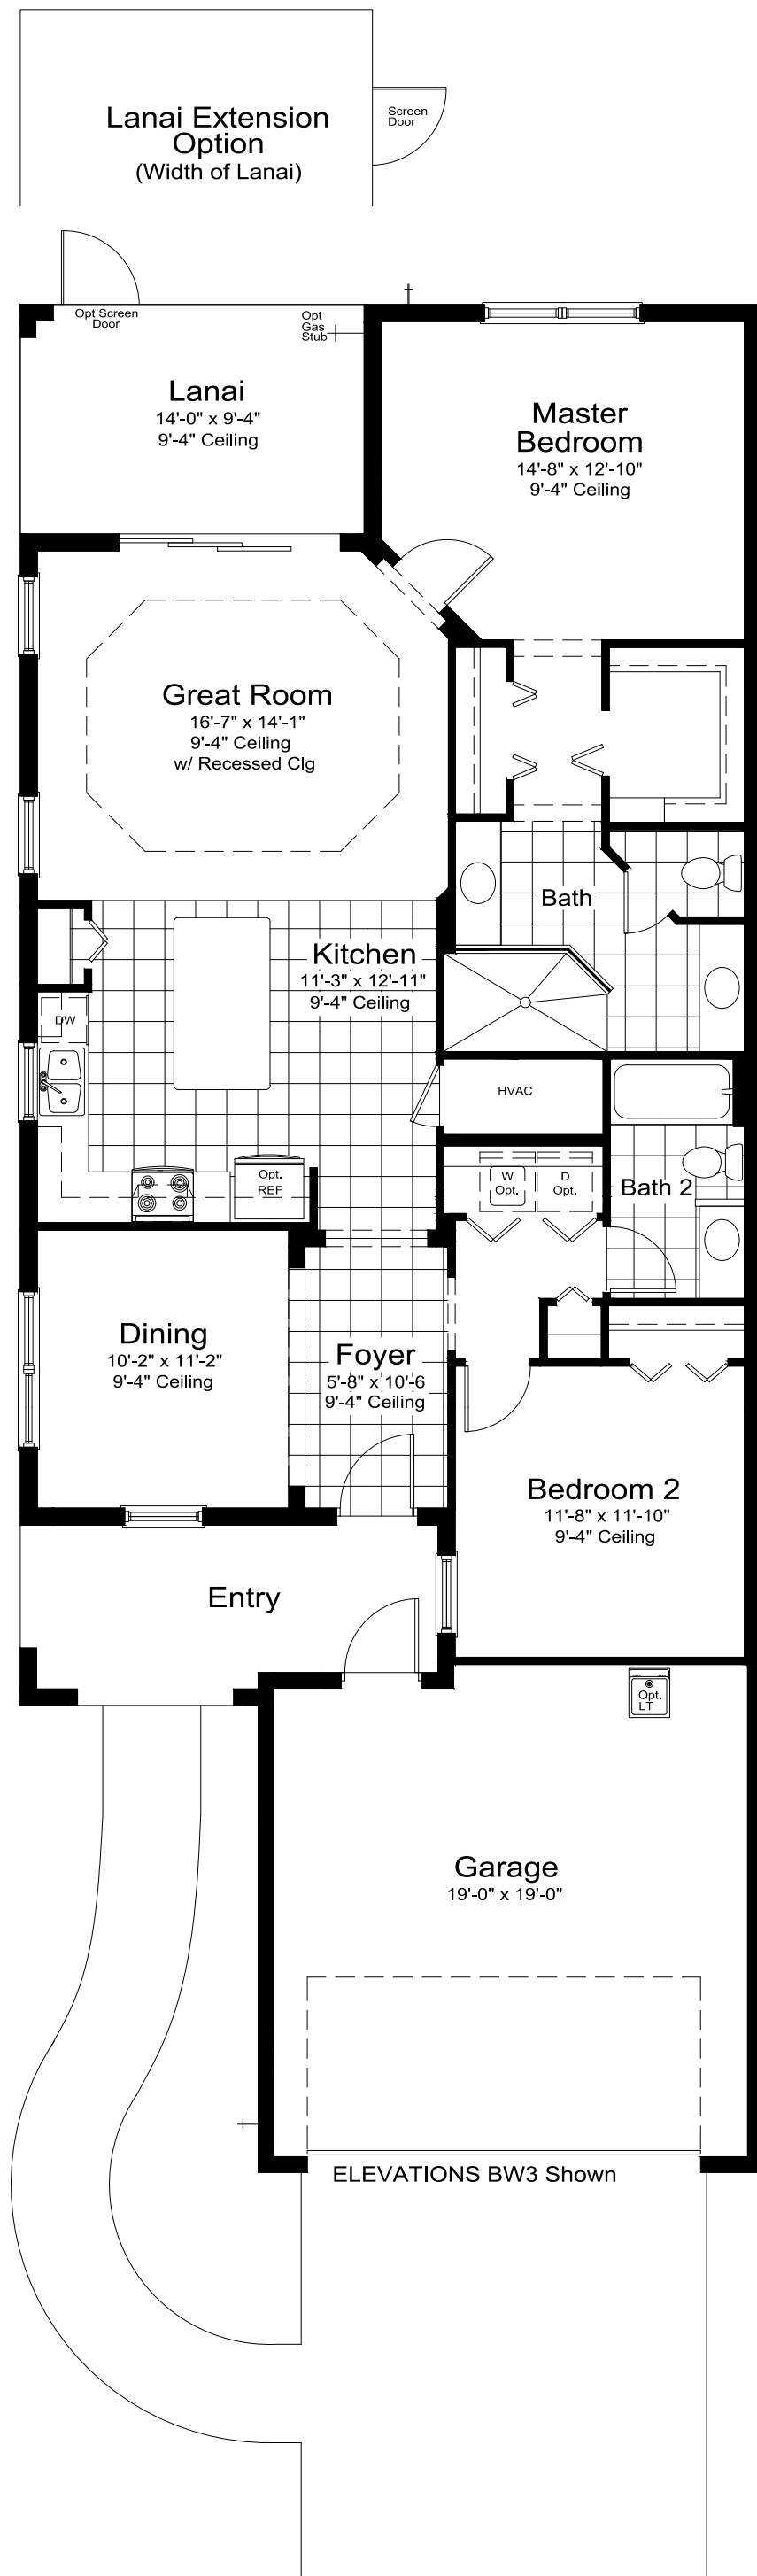 Lanai Extension
Option
(Width of Lanai)
Screen
Door
Opt Screen
Door
Opt
Gas
Stub
Lanai
14'-0" x 9'-4"
9'-4" Ceiling
Master
Bedroom
14'-8" x 12'-10"
9'-4" Ceiling
Great Room
16'-7" x 14'-1"
9'-4" Ceiling
w/ Recessed Clg
Bath
Kitchen
11'-3" x 12'-11"
9'-4" Ceiling
DW
HVAC
Opt.
REF
W
Opt.
D
Opt.
Bath 2
Dining
10'-2" x 11'-2"
9'-4" Ceiling
Foyer
5'-8" x 10'-6
9'-4" Ceiling
Bedroom 2
11'-8" x 11'-10"
9'-4" Ceiling
Entry
Opt.
LT
Garage
19'-0" x 19'-0"
ELEVATIONS BW3 Shown